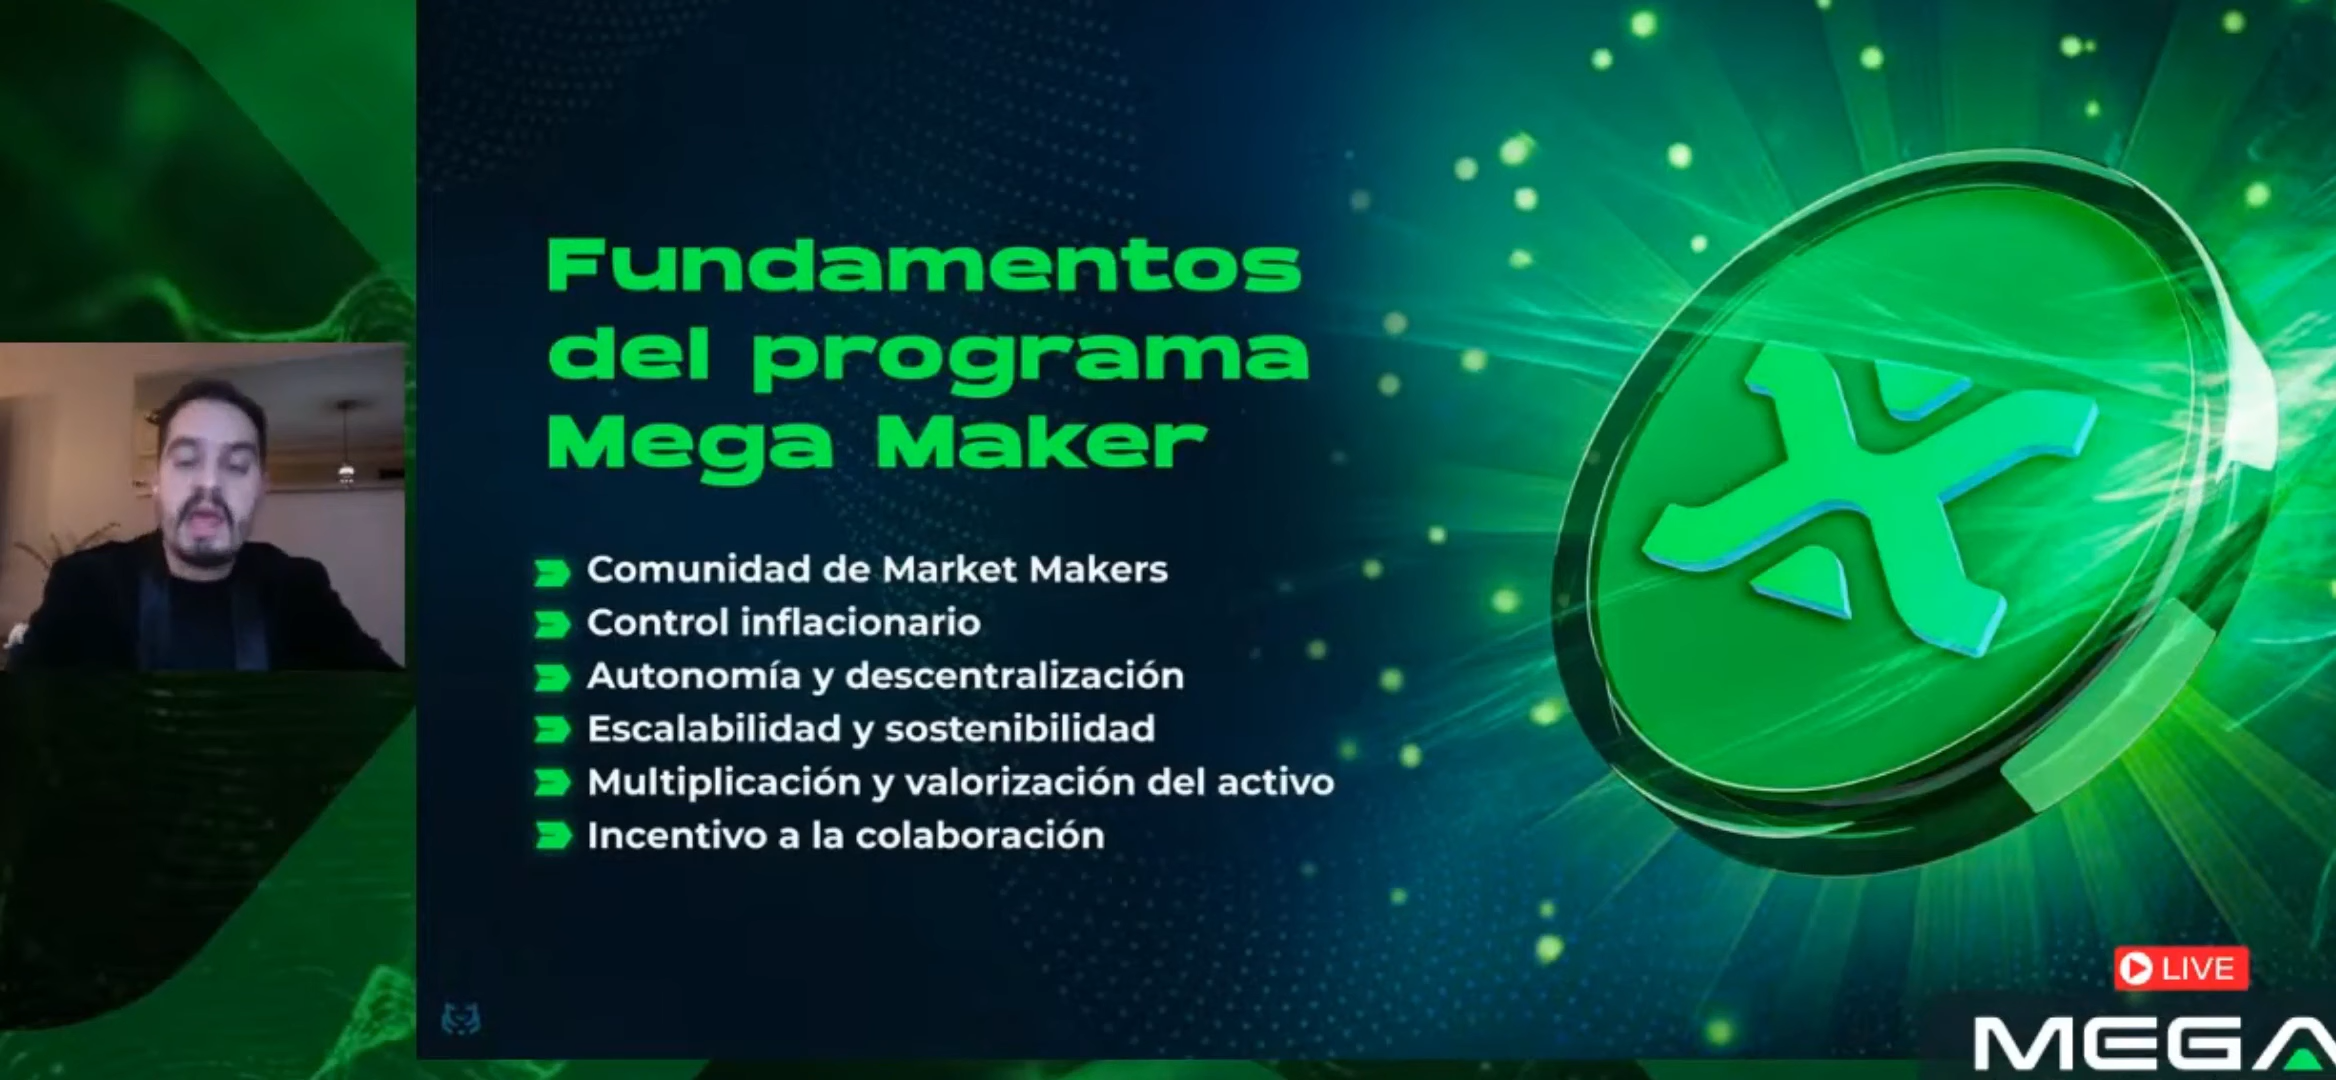 Fundamentos
del programa
Mega Maker
Comunidad de Market Makers
Control inflacionario
Autonomía y descentralización
Escalabilidad y sostenibilidad
Multiplicación y valorización del activo
Incentivo a la colaboración
LIVE
MEGA